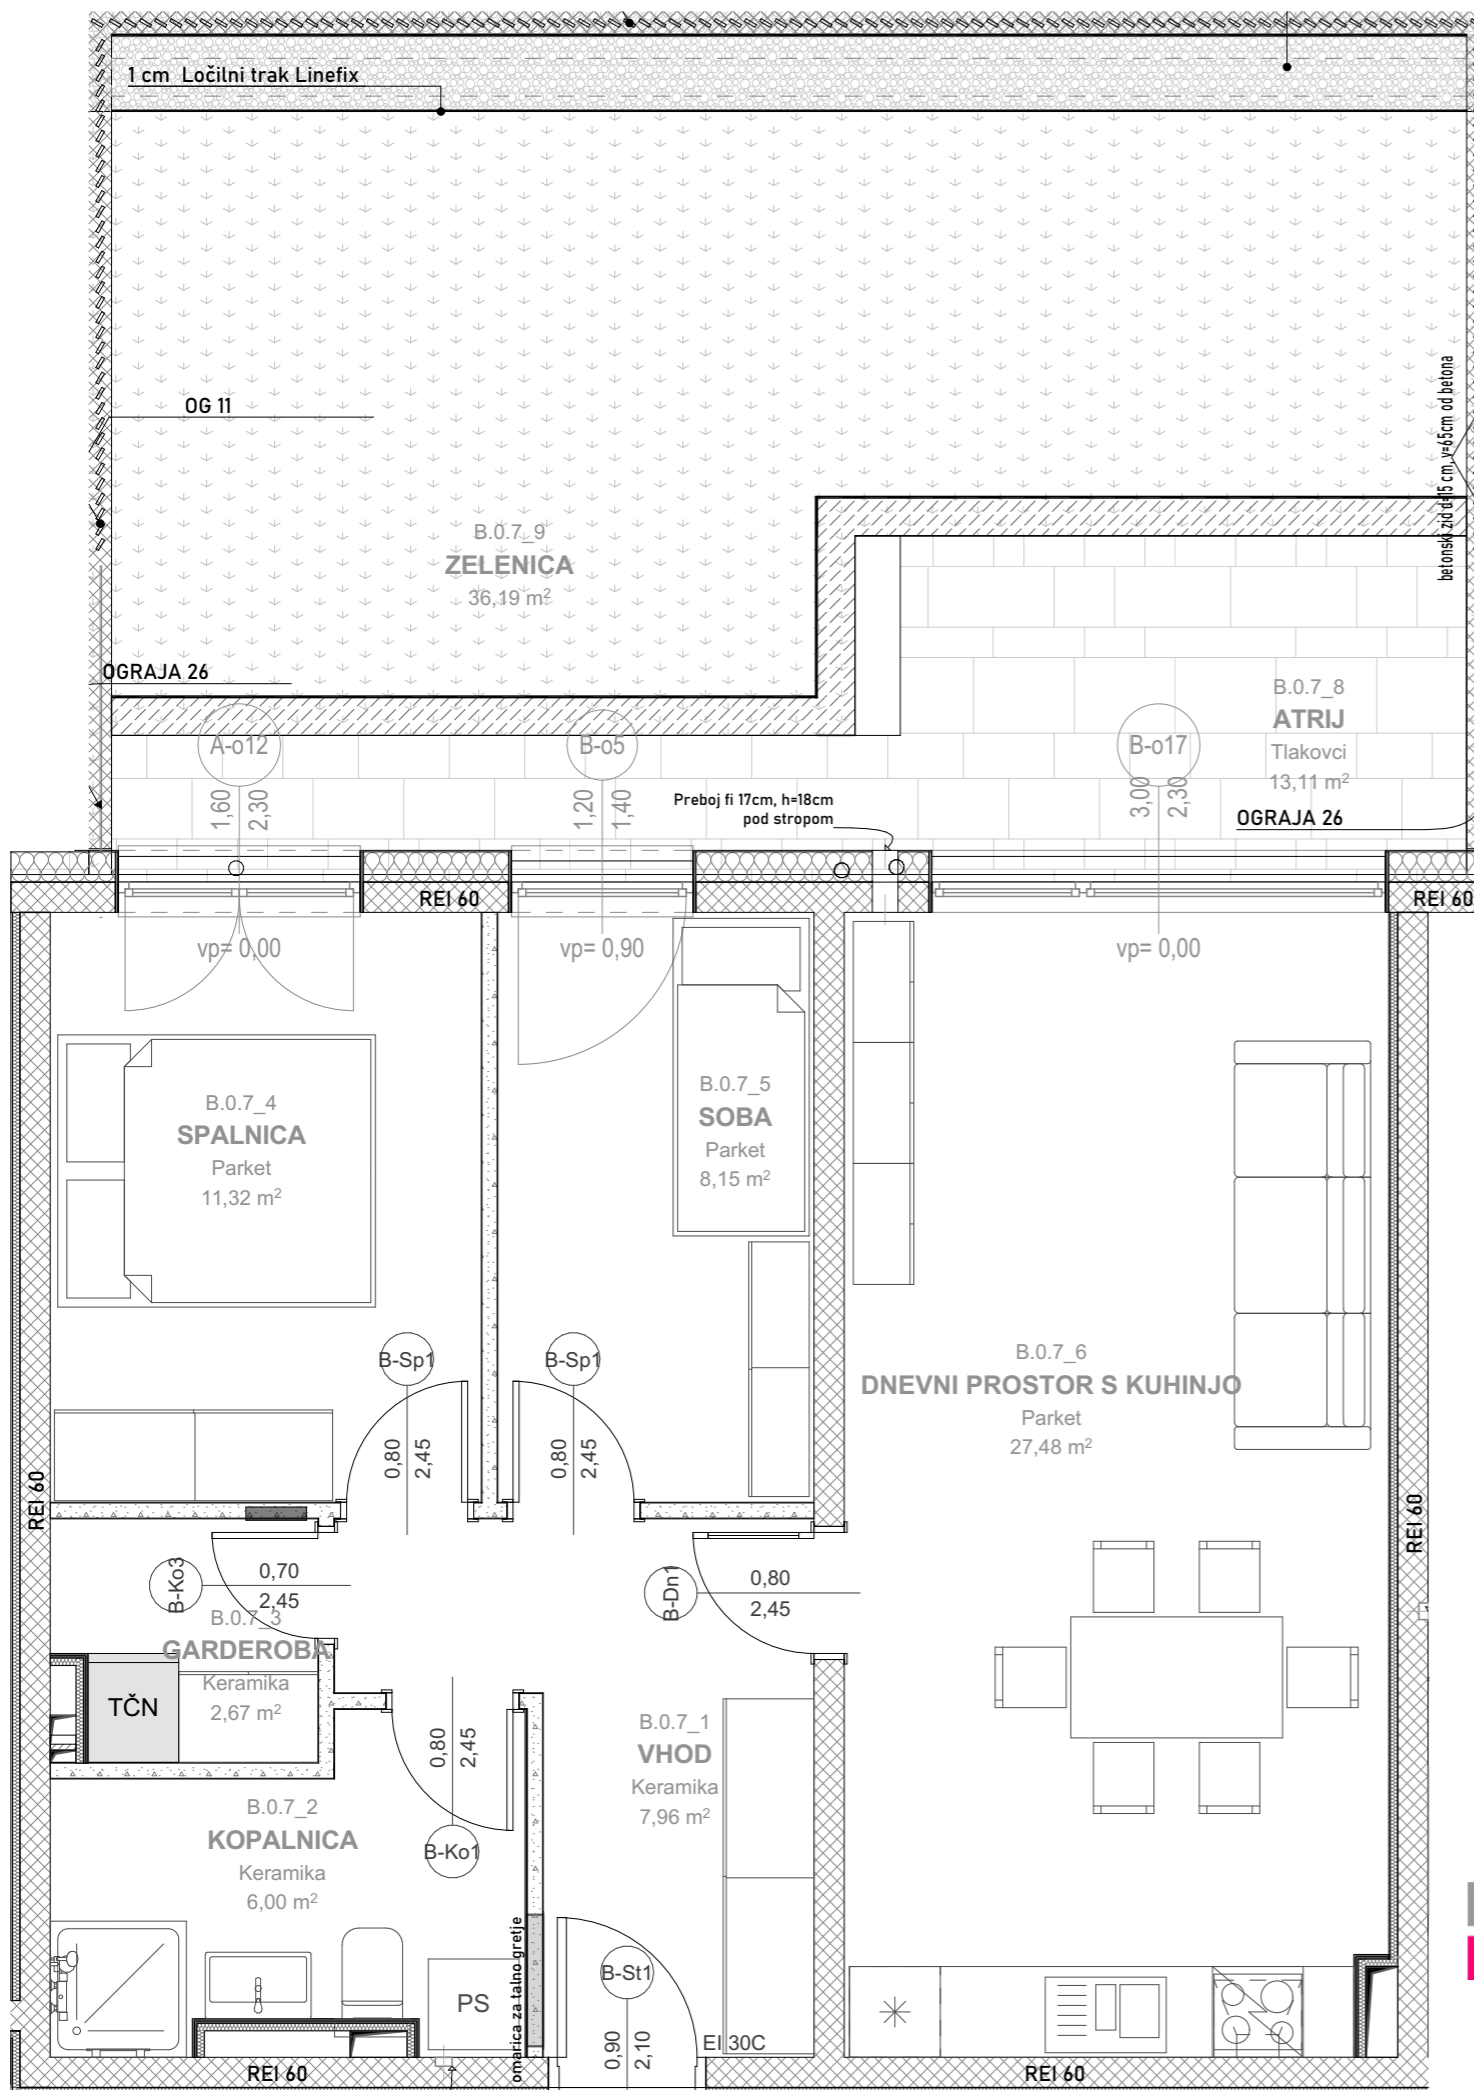 1 cm  Ločilni trak Linefix
OG 11
betonski zid d=15 cm, v=65cm od betona
B.0.7_9
ZELENICA
36,19 m²
OGRAJA 26
A-o12
1,60
2,30
B-o5
1,20
1,40
B-o17
3,00
2,30
B.0.7_8
ATRIJ
Tlakovci
13,11 m²
Preboj fi 17cm, h=18cm
pod stropom
OGRAJA 26
REI 60
REI 60
vp= 0,00
vp= 0,90
vp= 0,00
B.0.7_4
SPALNICA
Parket
11,32 m²
B.0.7_5
SOBA
Parket
8,15 m²
B-Sp1
0,80
2,45
B-Sp1
0,80
2,45
B.0.7_6
DNEVNI PROSTOR S KUHINJO
Parket
27,48 m²
REI 60
REI 60
B-Ko3
0,70
2,45
B-Dn1
0,80
2,45
B.0.7_3
GARDEROBA
Keramika
2,67 m²
TČN
B-Ko1
0,80
2,45
B.0.7_1
VHOD
Keramika
7,96 m²
B.0.7_2
KOPALNICA
Keramika
6,00 m²
PS
omarica za talno gretje
B-St1
0,90
2,10
EI 30C
REI 60
REI 60